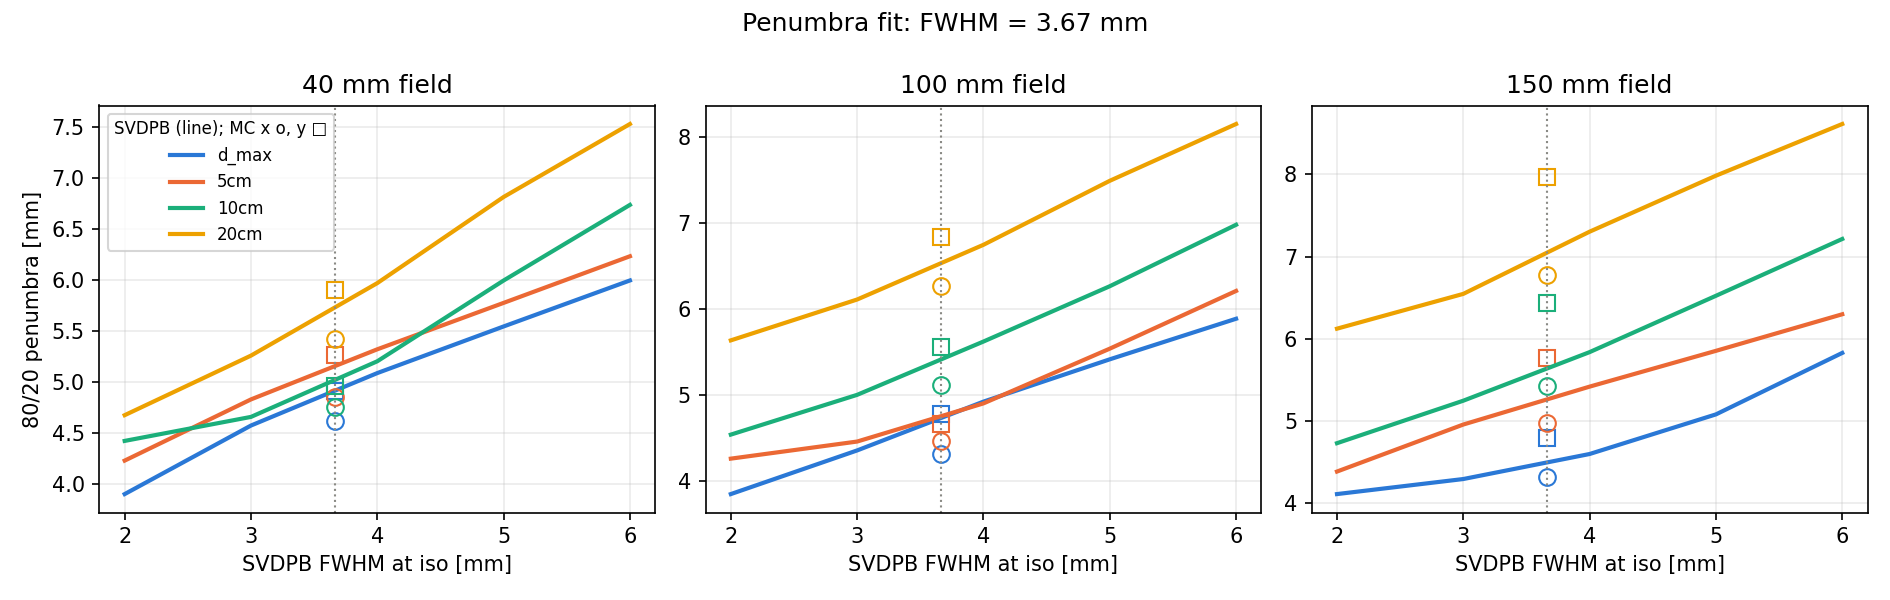 Penumbra fit: FWHM = 3.67 mm
40 mm field
100 mm field
150 mm field
80/20 penumbra [mm]
7.5
7.0
6.5
6.0
5.5
5.0
4.5
4.0
SVDPB (line); MC x o, y □
d_max
5cm
10cm
20cm
2 3 4 5 6
SVDPB FWHM at iso [mm]
8
7
6
5
4
2 3 4 5 6
SVDPB FWHM at iso [mm]
8
7
6
5
4
2 3 4 5 6
SVDPB FWHM at iso [mm]